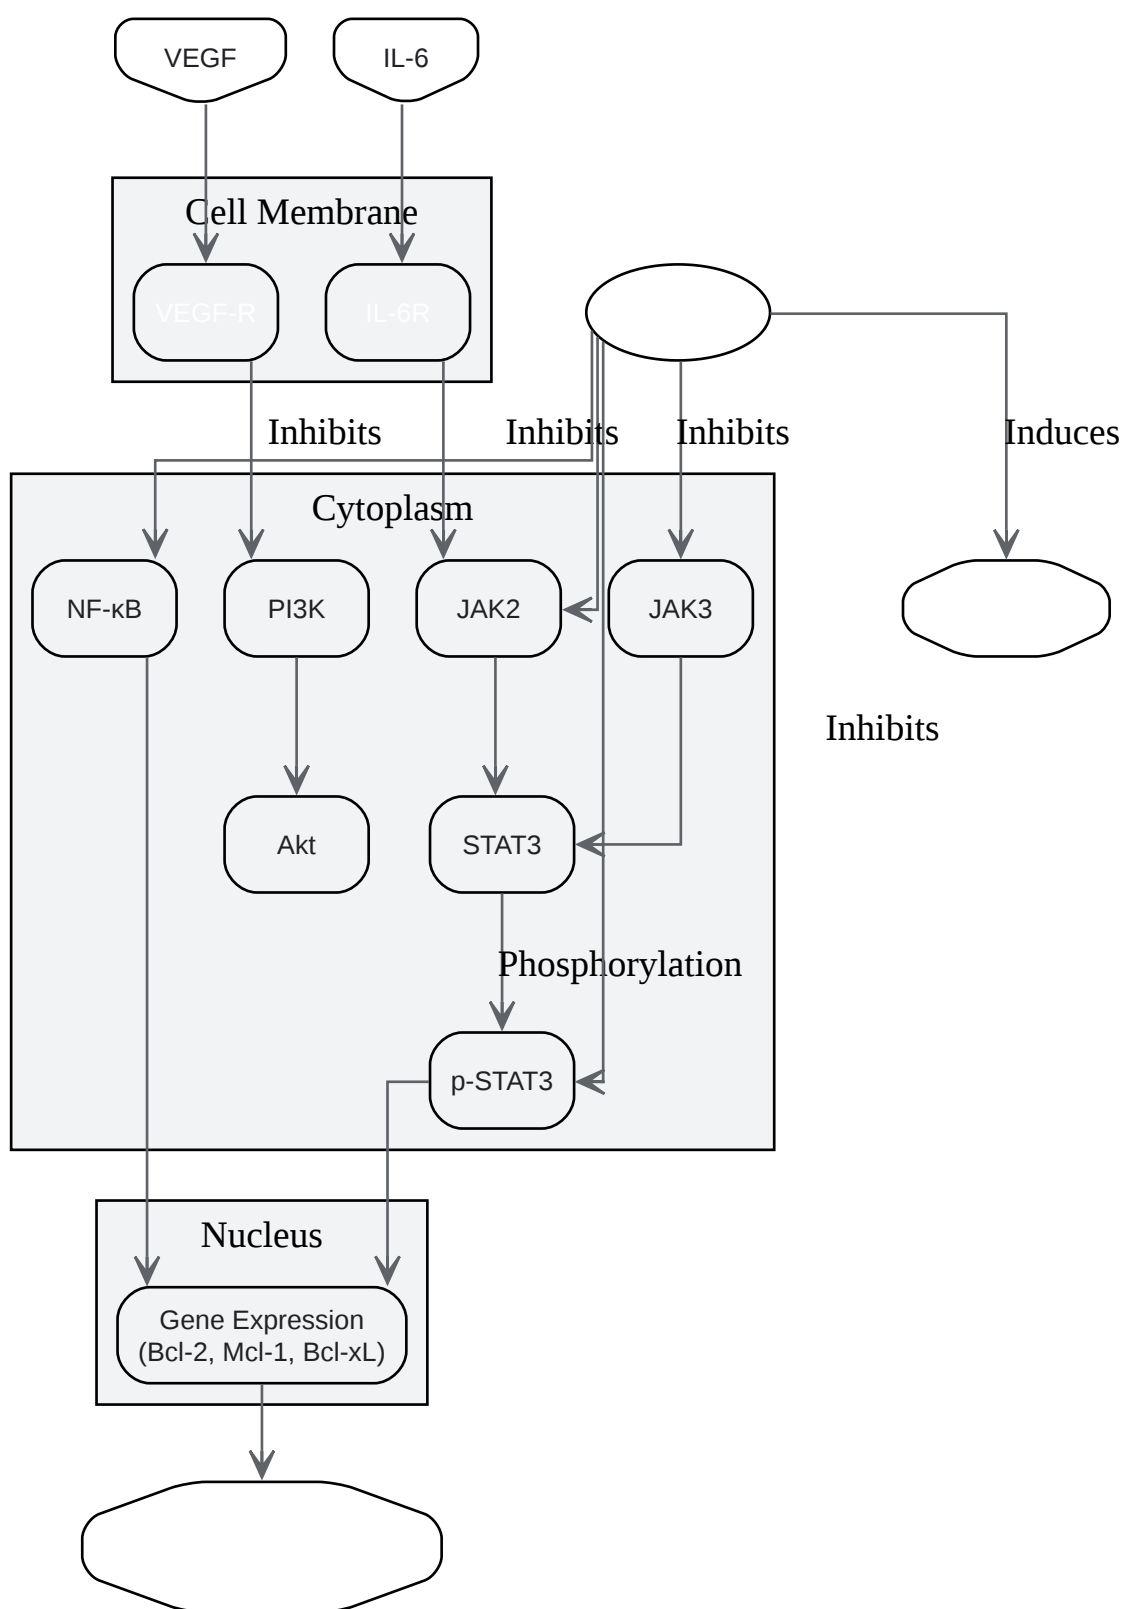 VEGF
IL-6
Cell Membrane
VEGF-R
IL-6R
Inhibits
Inhibits
Inhibits
Induces
Cytoplasm
NF-κB
PI3K
JAK2
JAK3
Inhibits
Akt
STAT3
Phosphorylation
p-STAT3
Nucleus
Gene Expression
(Bcl-2, Mcl-1, Bcl-xL)